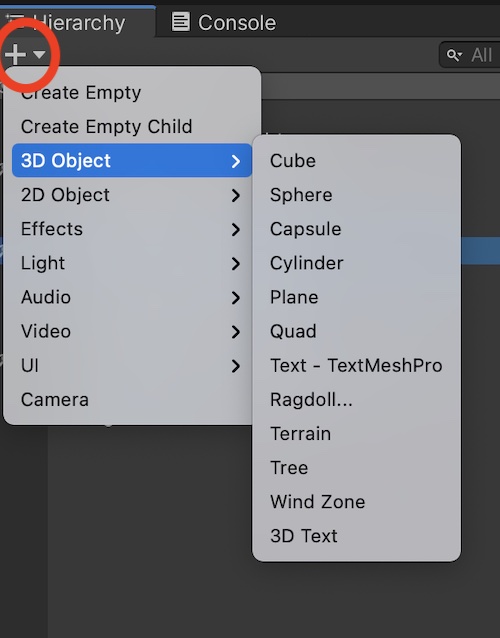 Hierarchy
Console
All
Create Empty
Create Empty Child
3D Object
2D Object
Effects
Light
Audio
Video
UI
Camera
Cube
Sphere
Capsule
Cylinder
Plane
Quad
Text - TextMeshPro
Ragdoll...
Terrain
Tree
Wind Zone
3D Text